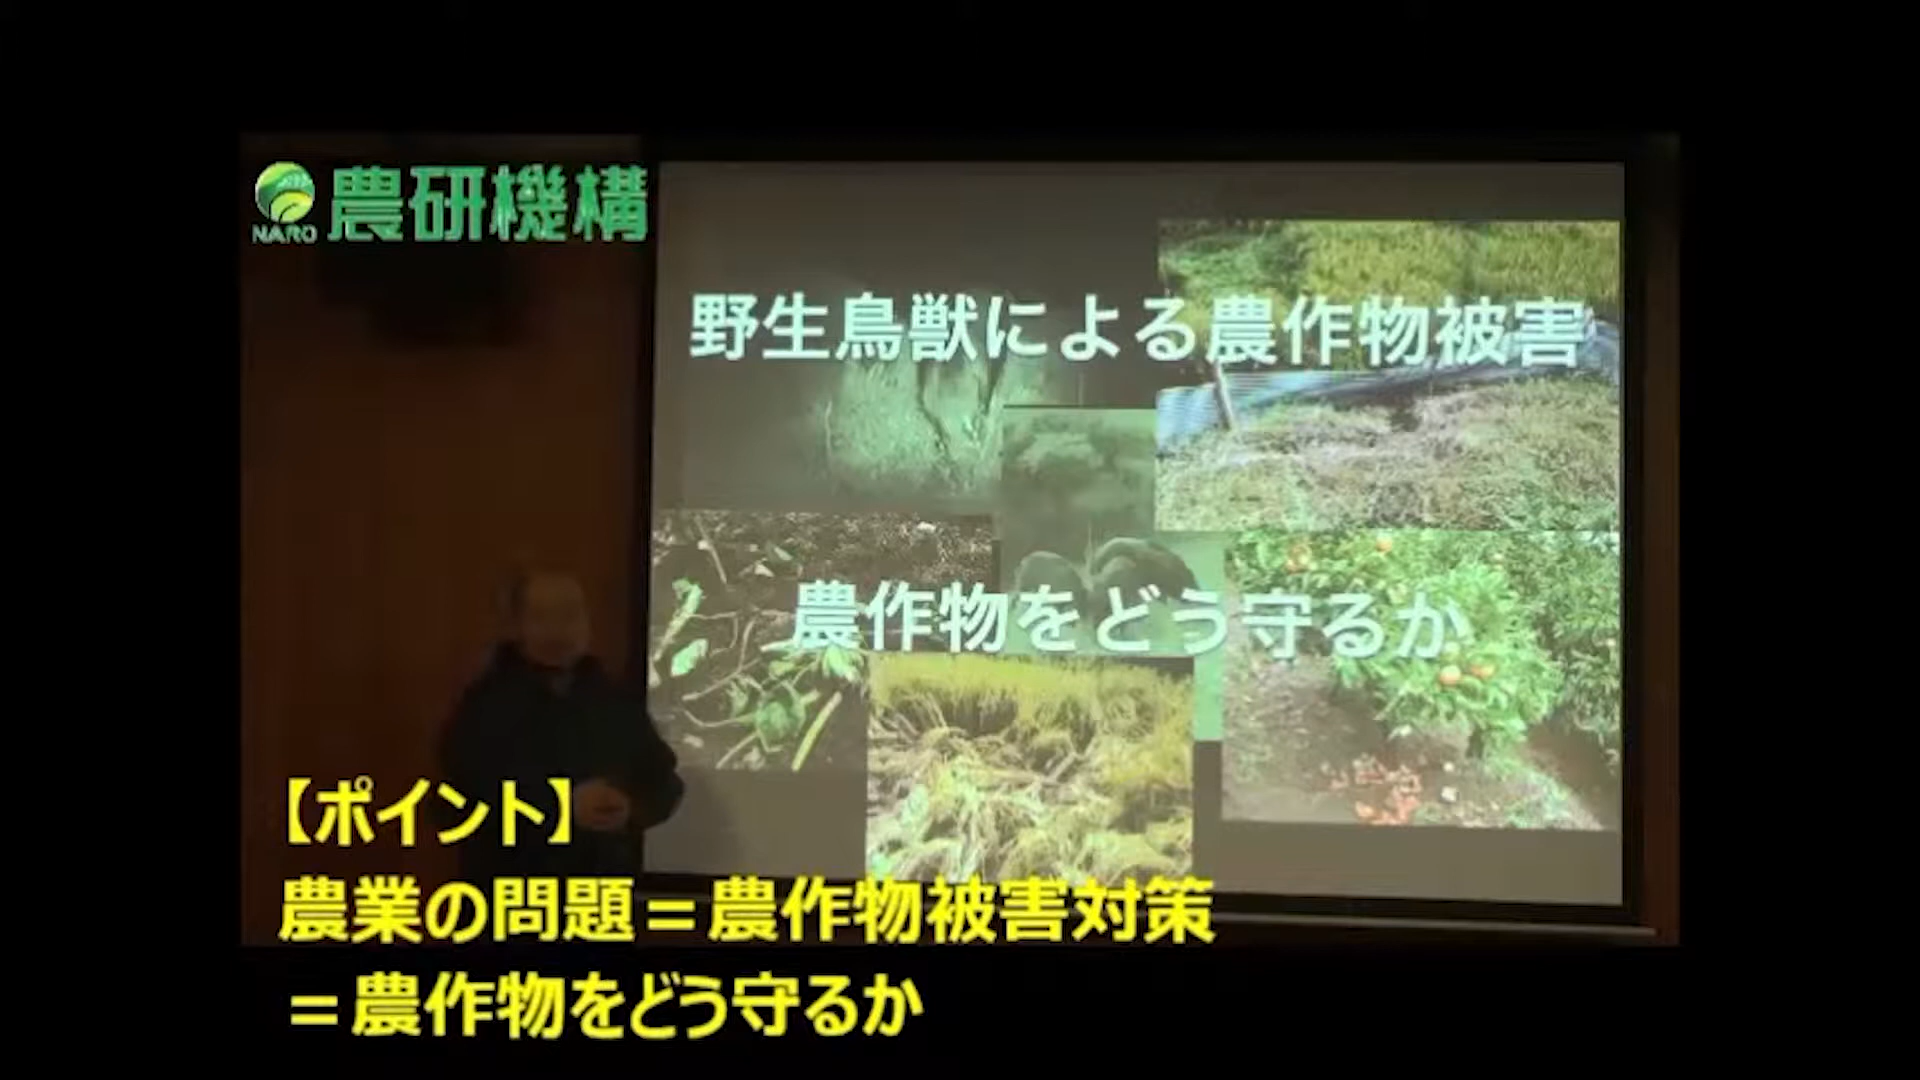 農研機構
NARO
野生鳥獣による農作物被害
農作物をどう守るか
【ポイント】
農業の問題＝農作物被害対策
＝農作物をどう守るか